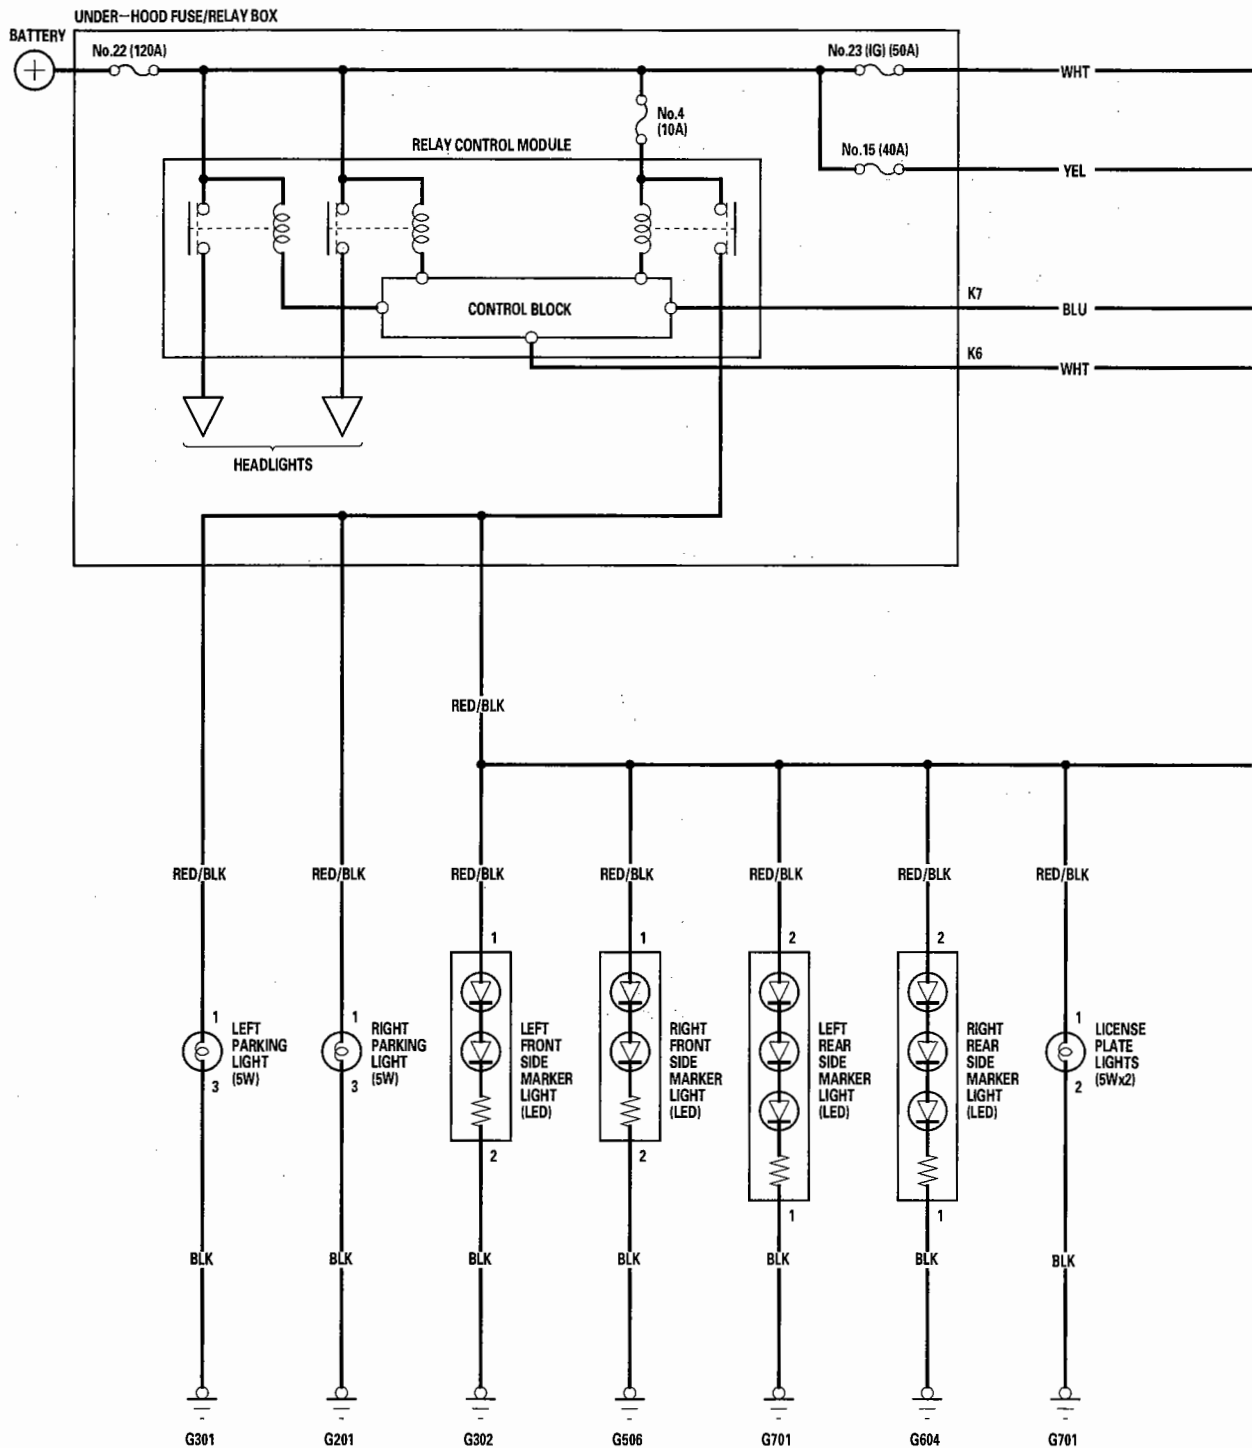 UNDER-HOOD FUSE/RELAY BOX
BATTERY
+
No.22 (120A)
No.23 (IG) (50A)
WHT
No.4
(10A)
RELAY CONTROL MODULE
No.15 (40A)
YEL
CONTROL BLOCK
K7
BLU
K6
WHT
HEADLIGHTS
RED/BLK
RED/BLK
RED/BLK
RED/BLK
RED/BLK
RED/BLK
RED/BLK
RED/BLK
1
1
2
2
1
LEFT
PARKING
LIGHT
(5W)
3
1
RIGHT
PARKING
LIGHT
(5W)
3
LEFT
FRONT
SIDE
MARKER
LIGHT
(LED)
RIGHT
FRONT
SIDE
MARKER
LIGHT
(LED)
LEFT
REAR
SIDE
MARKER
LIGHT
(LED)
RIGHT
REAR
SIDE
MARKER
LIGHT
(LED)
1
LICENSE
PLATE
LIGHTS
(5Wx2)
2
2
2
1
1
BLK
BLK
BLK
BLK
BLK
BLK
BLK
G301
G201
G302
G506
G701
G604
G701